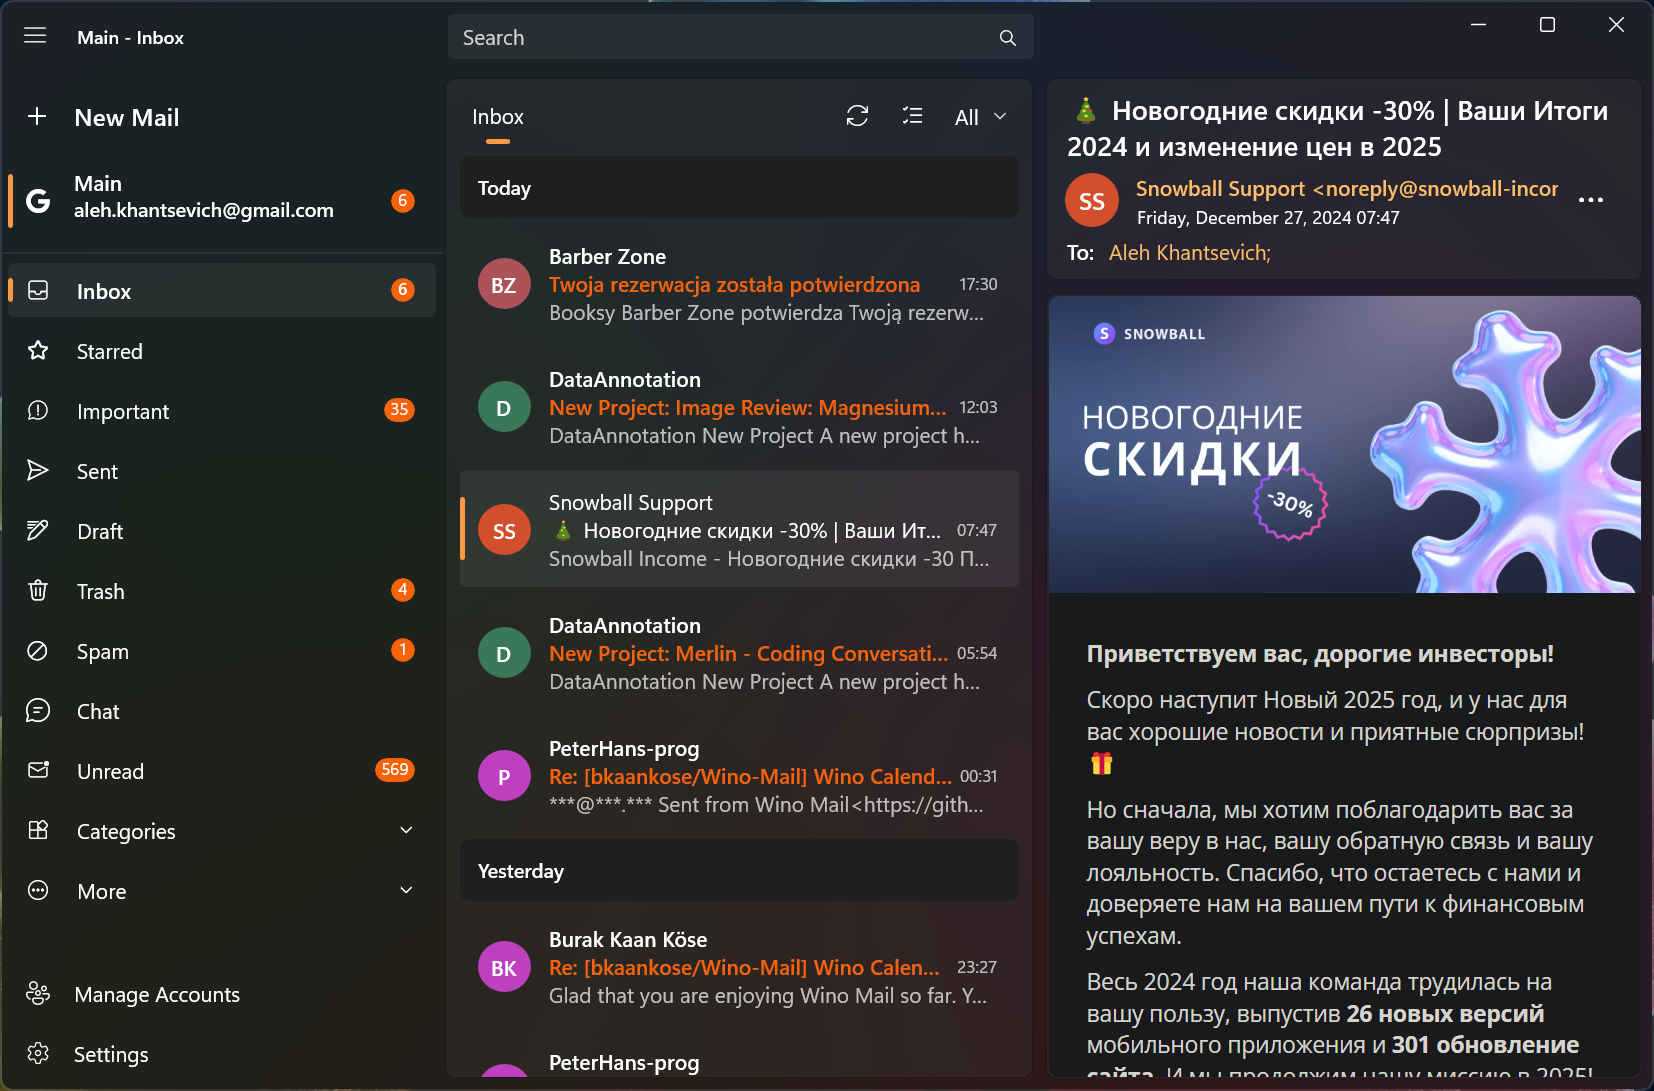 Main - Inbox
Search
New Mail
Main
aleh.khantsevich@gmail.com
6
Inbox
6
Starred
Important
35
Sent
Draft
Trash
4
Spam
1
Chat
Unread
569
Categories
More
Manage Accounts
Settings
Inbox
All
Today
BZ
Barber Zone
Twoja rezerwacja została potwierdzona
17:30
Booksy Barber Zone potwierdza Twoją rezerw...
D
DataAnnotation
New Project: Image Review: Magnesium...
12:03
DataAnnotation New Project A new project h...
SS
Snowball Support
🎄 Новогодние скидки -30% | Ваши Ит...
07:47
Snowball Income - Новогодние скидки -30 П...
D
DataAnnotation
New Project: Merlin - Coding Conversati...
05:54
DataAnnotation New Project A new project h...
P
PeterHans-prog
Re: [bkaankose/Wino-Mail] Wino Calend...
00:31
***@***.*** Sent from Wino Mail<https://gith...
Yesterday
BK
Burak Kaan Köse
Re: [bkaankose/Wino-Mail] Wino Calen...
23:27
Glad that you are enjoying Wino Mail so far. Y...
PeterHans-prog
🎄 Новогодние скидки -30% | Ваши Итоги
2024 и изменение цен в 2025
SS
Snowball Support <noreply@snowball-incor
Friday, December 27, 2024 07:47
To: Aleh Khantsevich;
S SNOWBALL
НОВОГОДНИЕ
СКИДКИ
-30%
Приветствуем вас, дорогие инвесторы!
Скоро наступит Новый 2025 год, и у нас для
вас хорошие новости и приятные сюрпризы!
🎁
Но сначала, мы хотим поблагодарить вас за
вашу веру в нас, вашу обратную связь и вашу
лояльность. Спасибо, что остаетесь с нами и
доверяете нам на вашем пути к финансовым
успехам.
Весь 2024 год наша команда трудилась на
вашу пользу, выпустив 26 новых версий
мобильного приложения и 301 обновление
сайта. И мы продолжим нашу миссию в 2025!